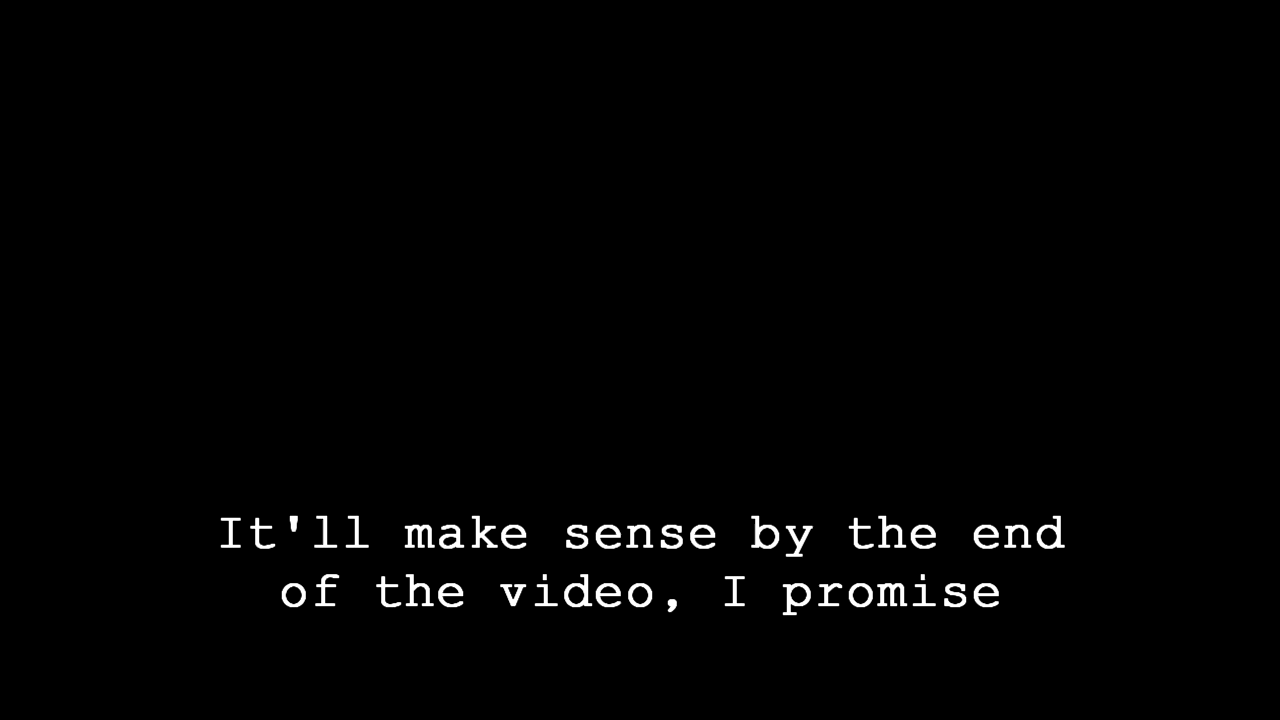 It'll make sense by the end
of the video, I promise